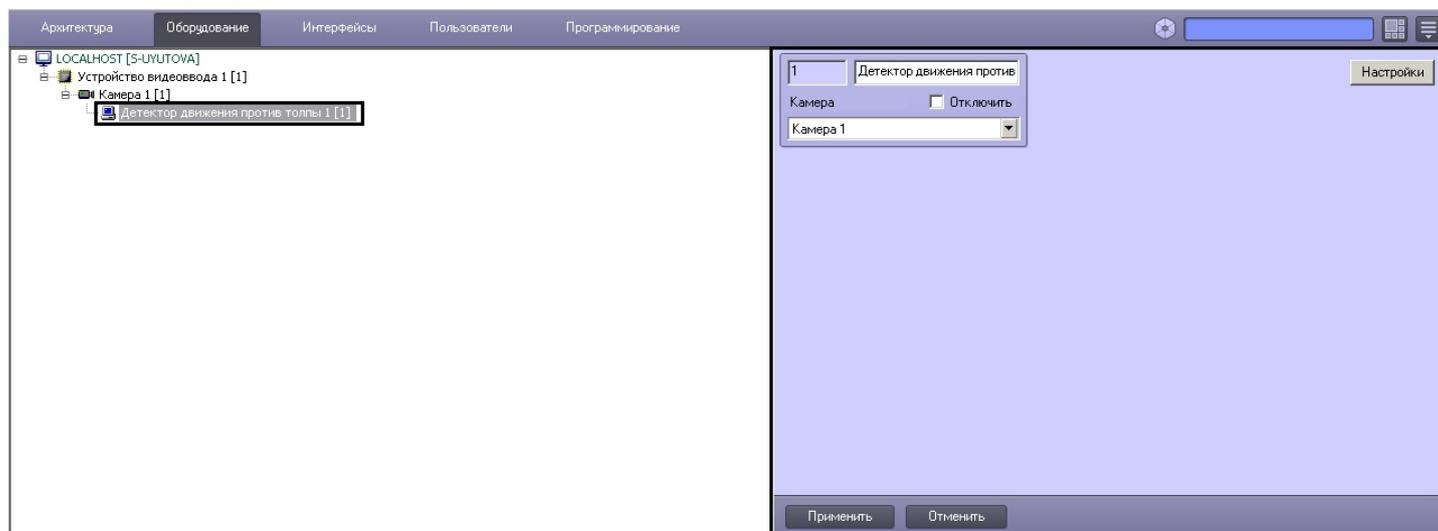 Архитектура Оборудование Интерфейсы Пользователи Программирование
LOCALHOST [S-UYUTOVA]
Устройство видеоввода 1 [1]
Камера 1 [1]
Детектор движения против толпы 1 [1]
1 Детектор движения против
Настройки
Камера Отключить
Камера 1
Применить Отменить